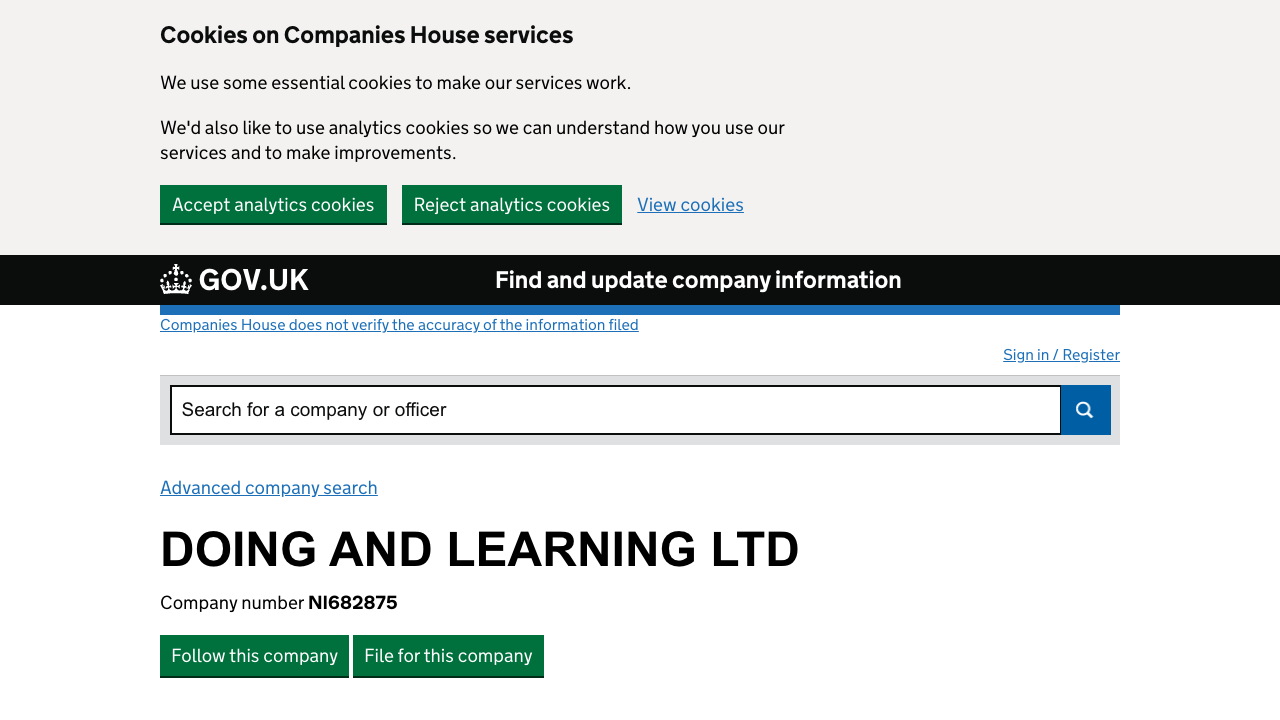 Cookies on Companies House services
We use some essential cookies to make our services work.
We'd also like to use analytics cookies so we can understand how you use our
services and to make improvements.
Accept analytics cookies Reject analytics cookies View cookies
GOV.UK Find and update company information
Companies House does not verify the accuracy of the information filed
Sign in / Register
Search for a company or officer
Advanced company search
DOING AND LEARNING LTD
Company number NI682875
Follow this company File for this company